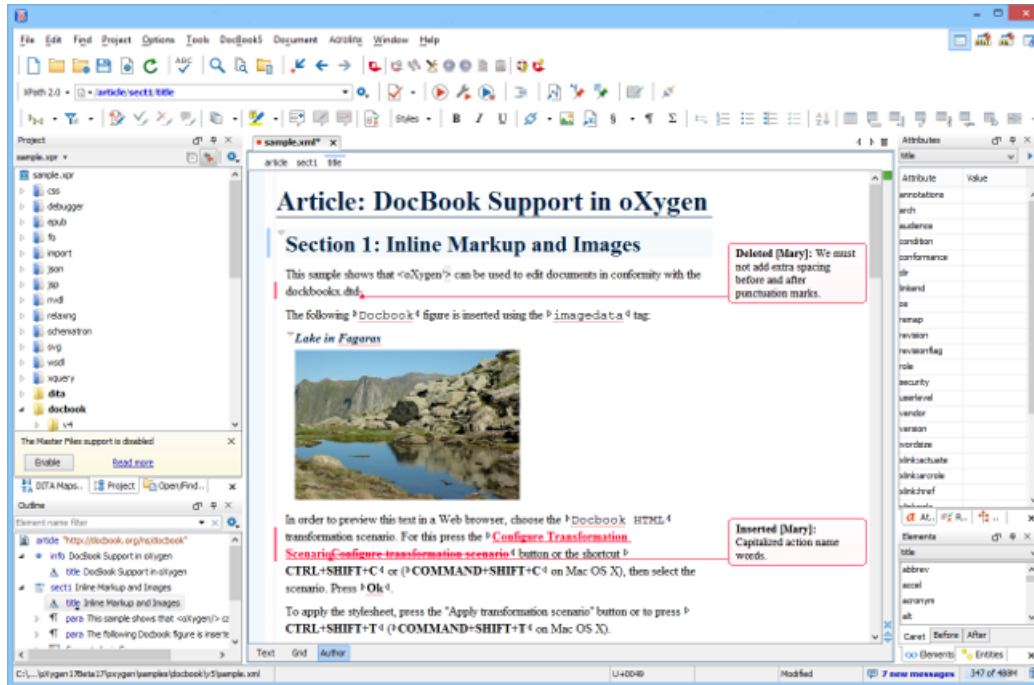 File Edit Find Project Options Tools DocBook5 Document Acrolinx Window Help
XPath 2.0 /article/sect1/title
Styles B I U § ¶ Σ
Project
sample.xpr
sample.xpr
css
debugger
epub
fo
import
json
jsp
nvdl
relaxng
schematron
svg
wsdl
xquery
dita
docbook
v4
The Master Files support is disabled
Enable Read more
DITA Maps.. Project Open/Find..
Outline
Element name filter
article "http://docbook.org/ns/docbook"
info DocBook Support in oXygen
title DocBook Support in oXygen
sect1 Inline Markup and Images
title Inline Markup and Images
para This sample shows that <oXygen/> ca
para The following Docbook figure is inserte
sample.xml*
article sect1 title
Article: DocBook Support in oXygen
Section 1: Inline Markup and Images
This sample shows that <oXygen/> can be used to edit documents in conformity with the
dockbookx.dtd.
The following Docbook figure is inserted using the imagedata tag:
Lake in Fagaras
In order to preview this text in a Web browser, choose the Docbook HTML
transformation scenario. For this press the Configure Transformation
ScenarioConfigure transformation scenario button or the shortcut
CTRL+SHIFT+C or (COMMAND+SHIFT+C on Mac OS X), then select the
scenario. Press Ok.
To apply the stylesheet, press the "Apply transformation scenario" button or to press
CTRL+SHIFT+T (COMMAND+SHIFT+T on Mac OS X).
Deleted [Mary]: We must
not add extra spacing
before and after
punctuation marks.
Inserted [Mary]:
Capitalized action name
words.
Text Grid Author
Attributes
title
Attribute Value
annotations
arch
audience
condition
conformance
dir
linkend
os
remap
revision
revisionflag
role
security
userlevel
vendor
version
wordsize
xlink:actuate
xlink:arcrole
xlink:href
At.. R..
Elements
title
abbrev
accel
acronym
alt
Caret Before After
Elements Entities
C:\...\oXygen 17Beta17\oxygen\samples\docbook\v5\sample.xml U+0049 Modified 7 new messages 347 of 488M